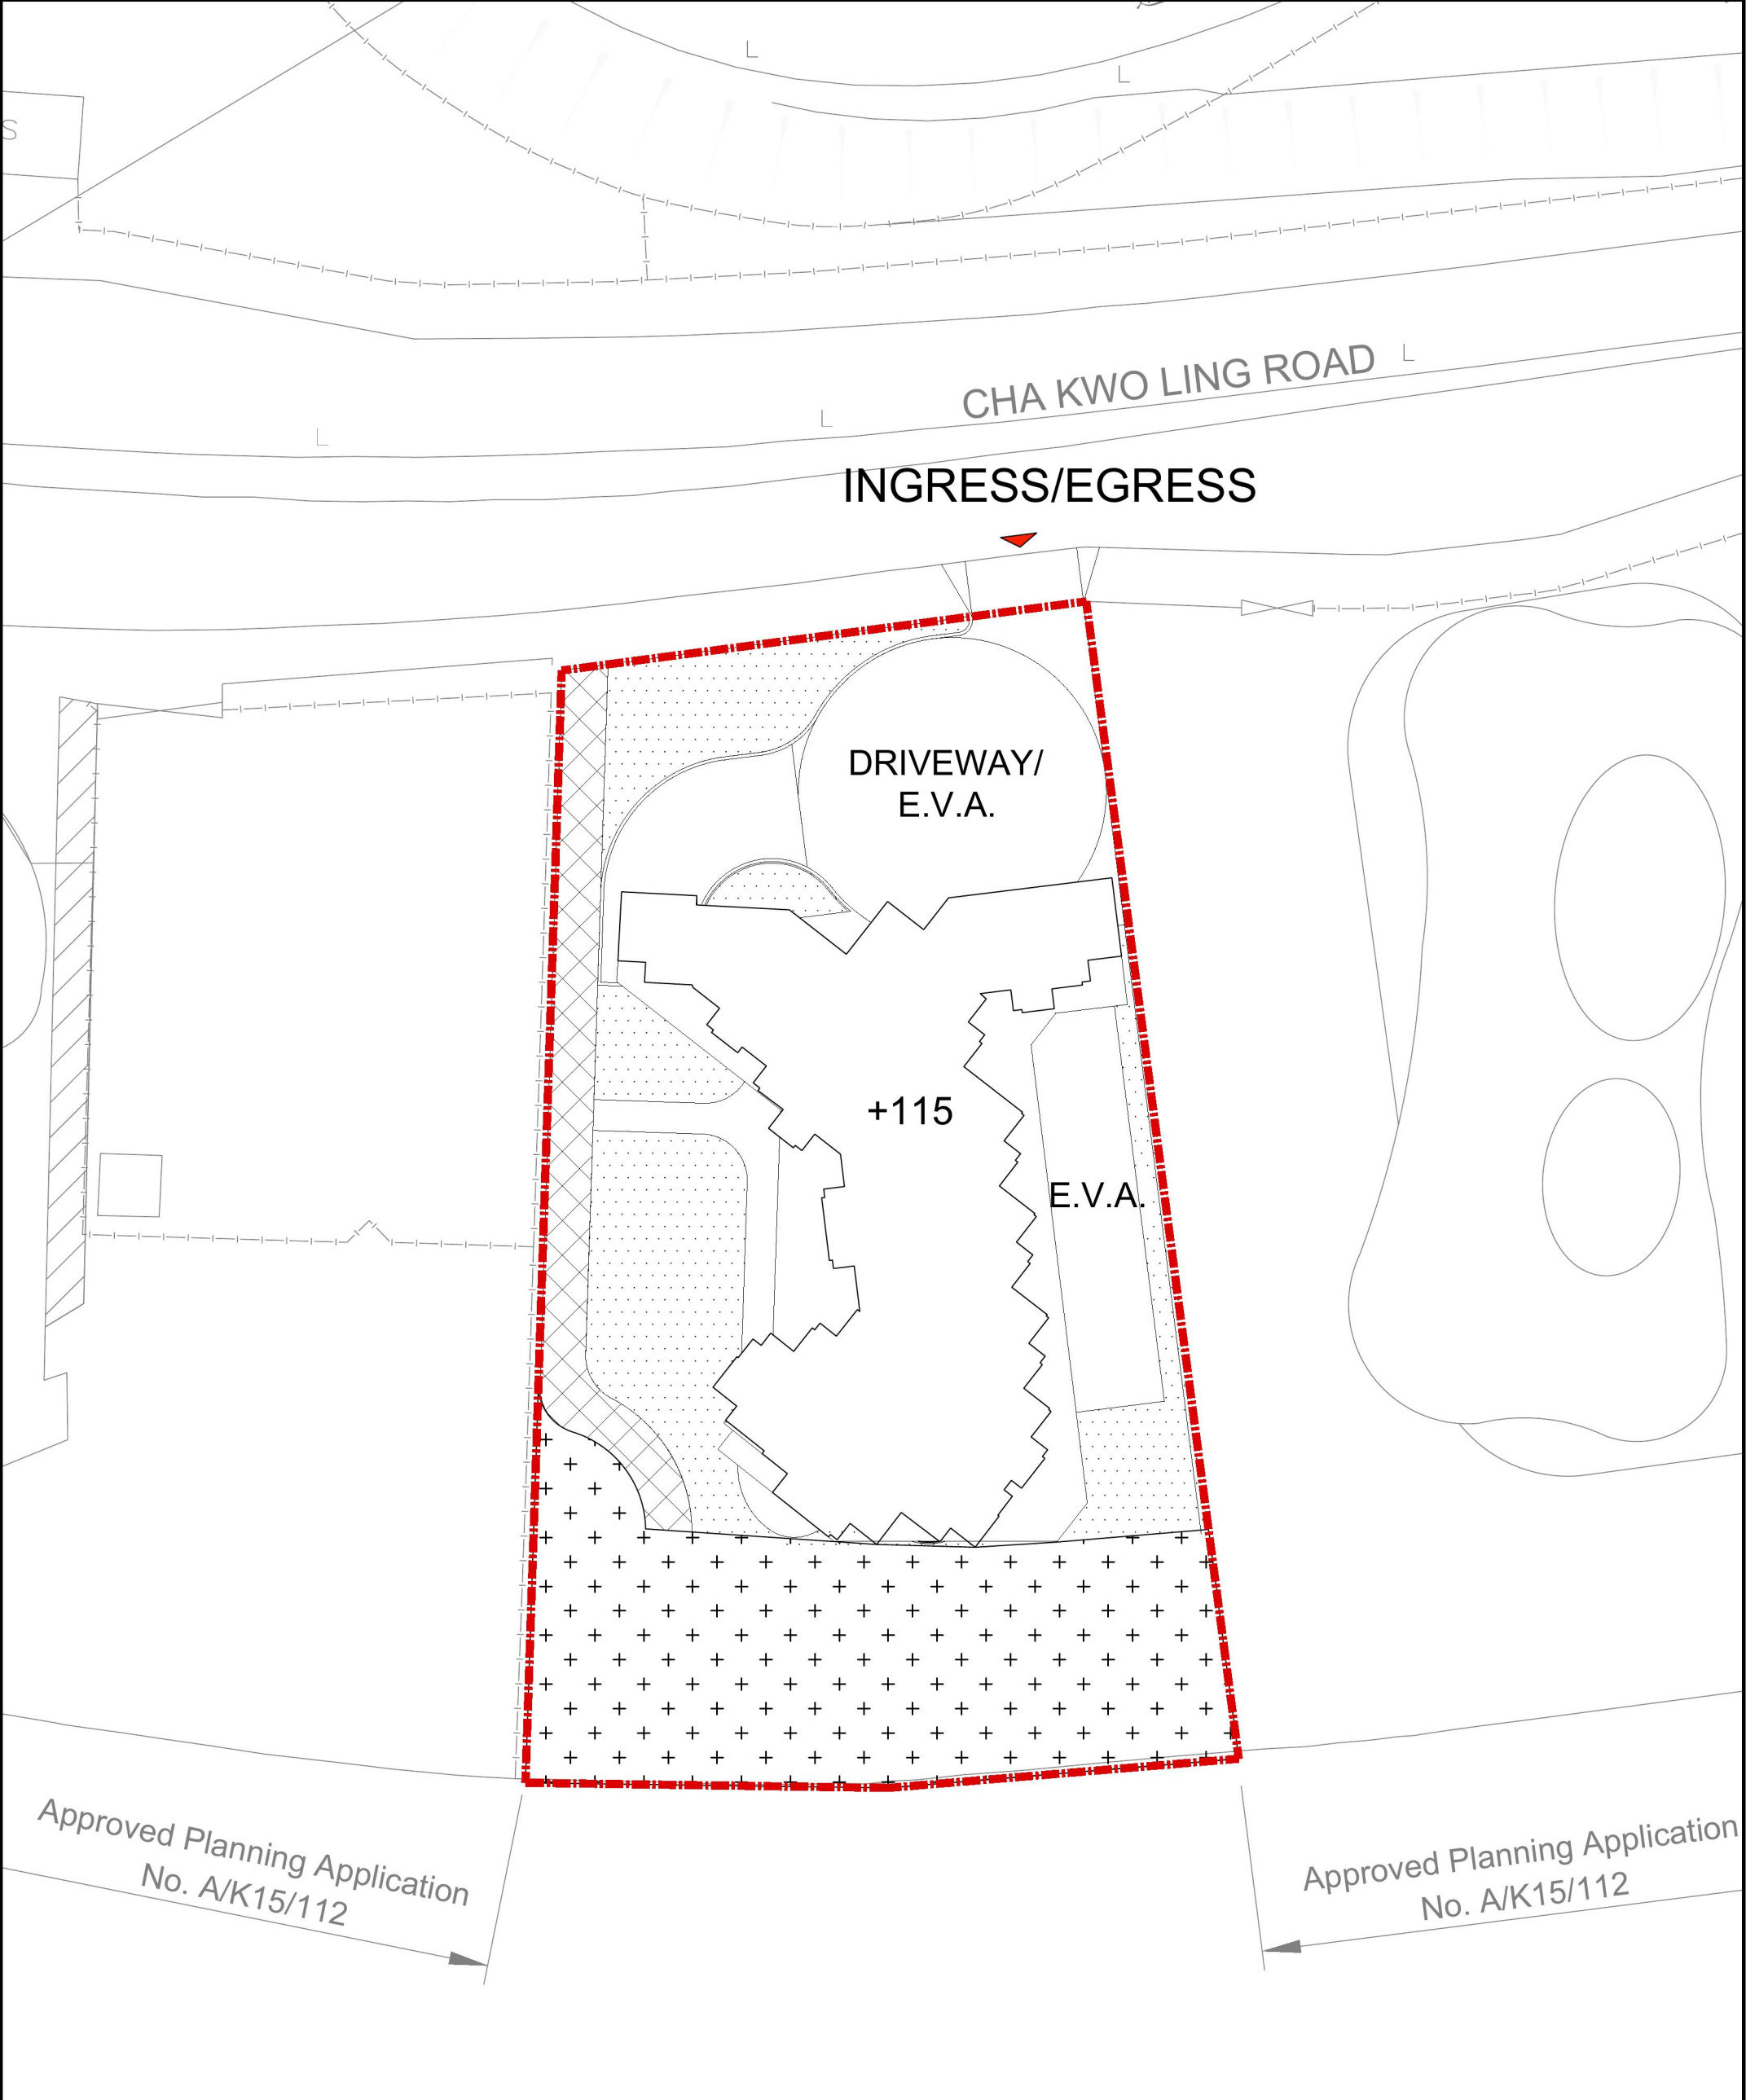 S
L
L
CHA KWO LING ROAD
L
L
L
INGRESS/EGRESS
DRIVEWAY/
E.V.A.
+115
E.V.A.
Approved Planning Application
No. A/K15/112
Approved Planning Application
No. A/K15/112